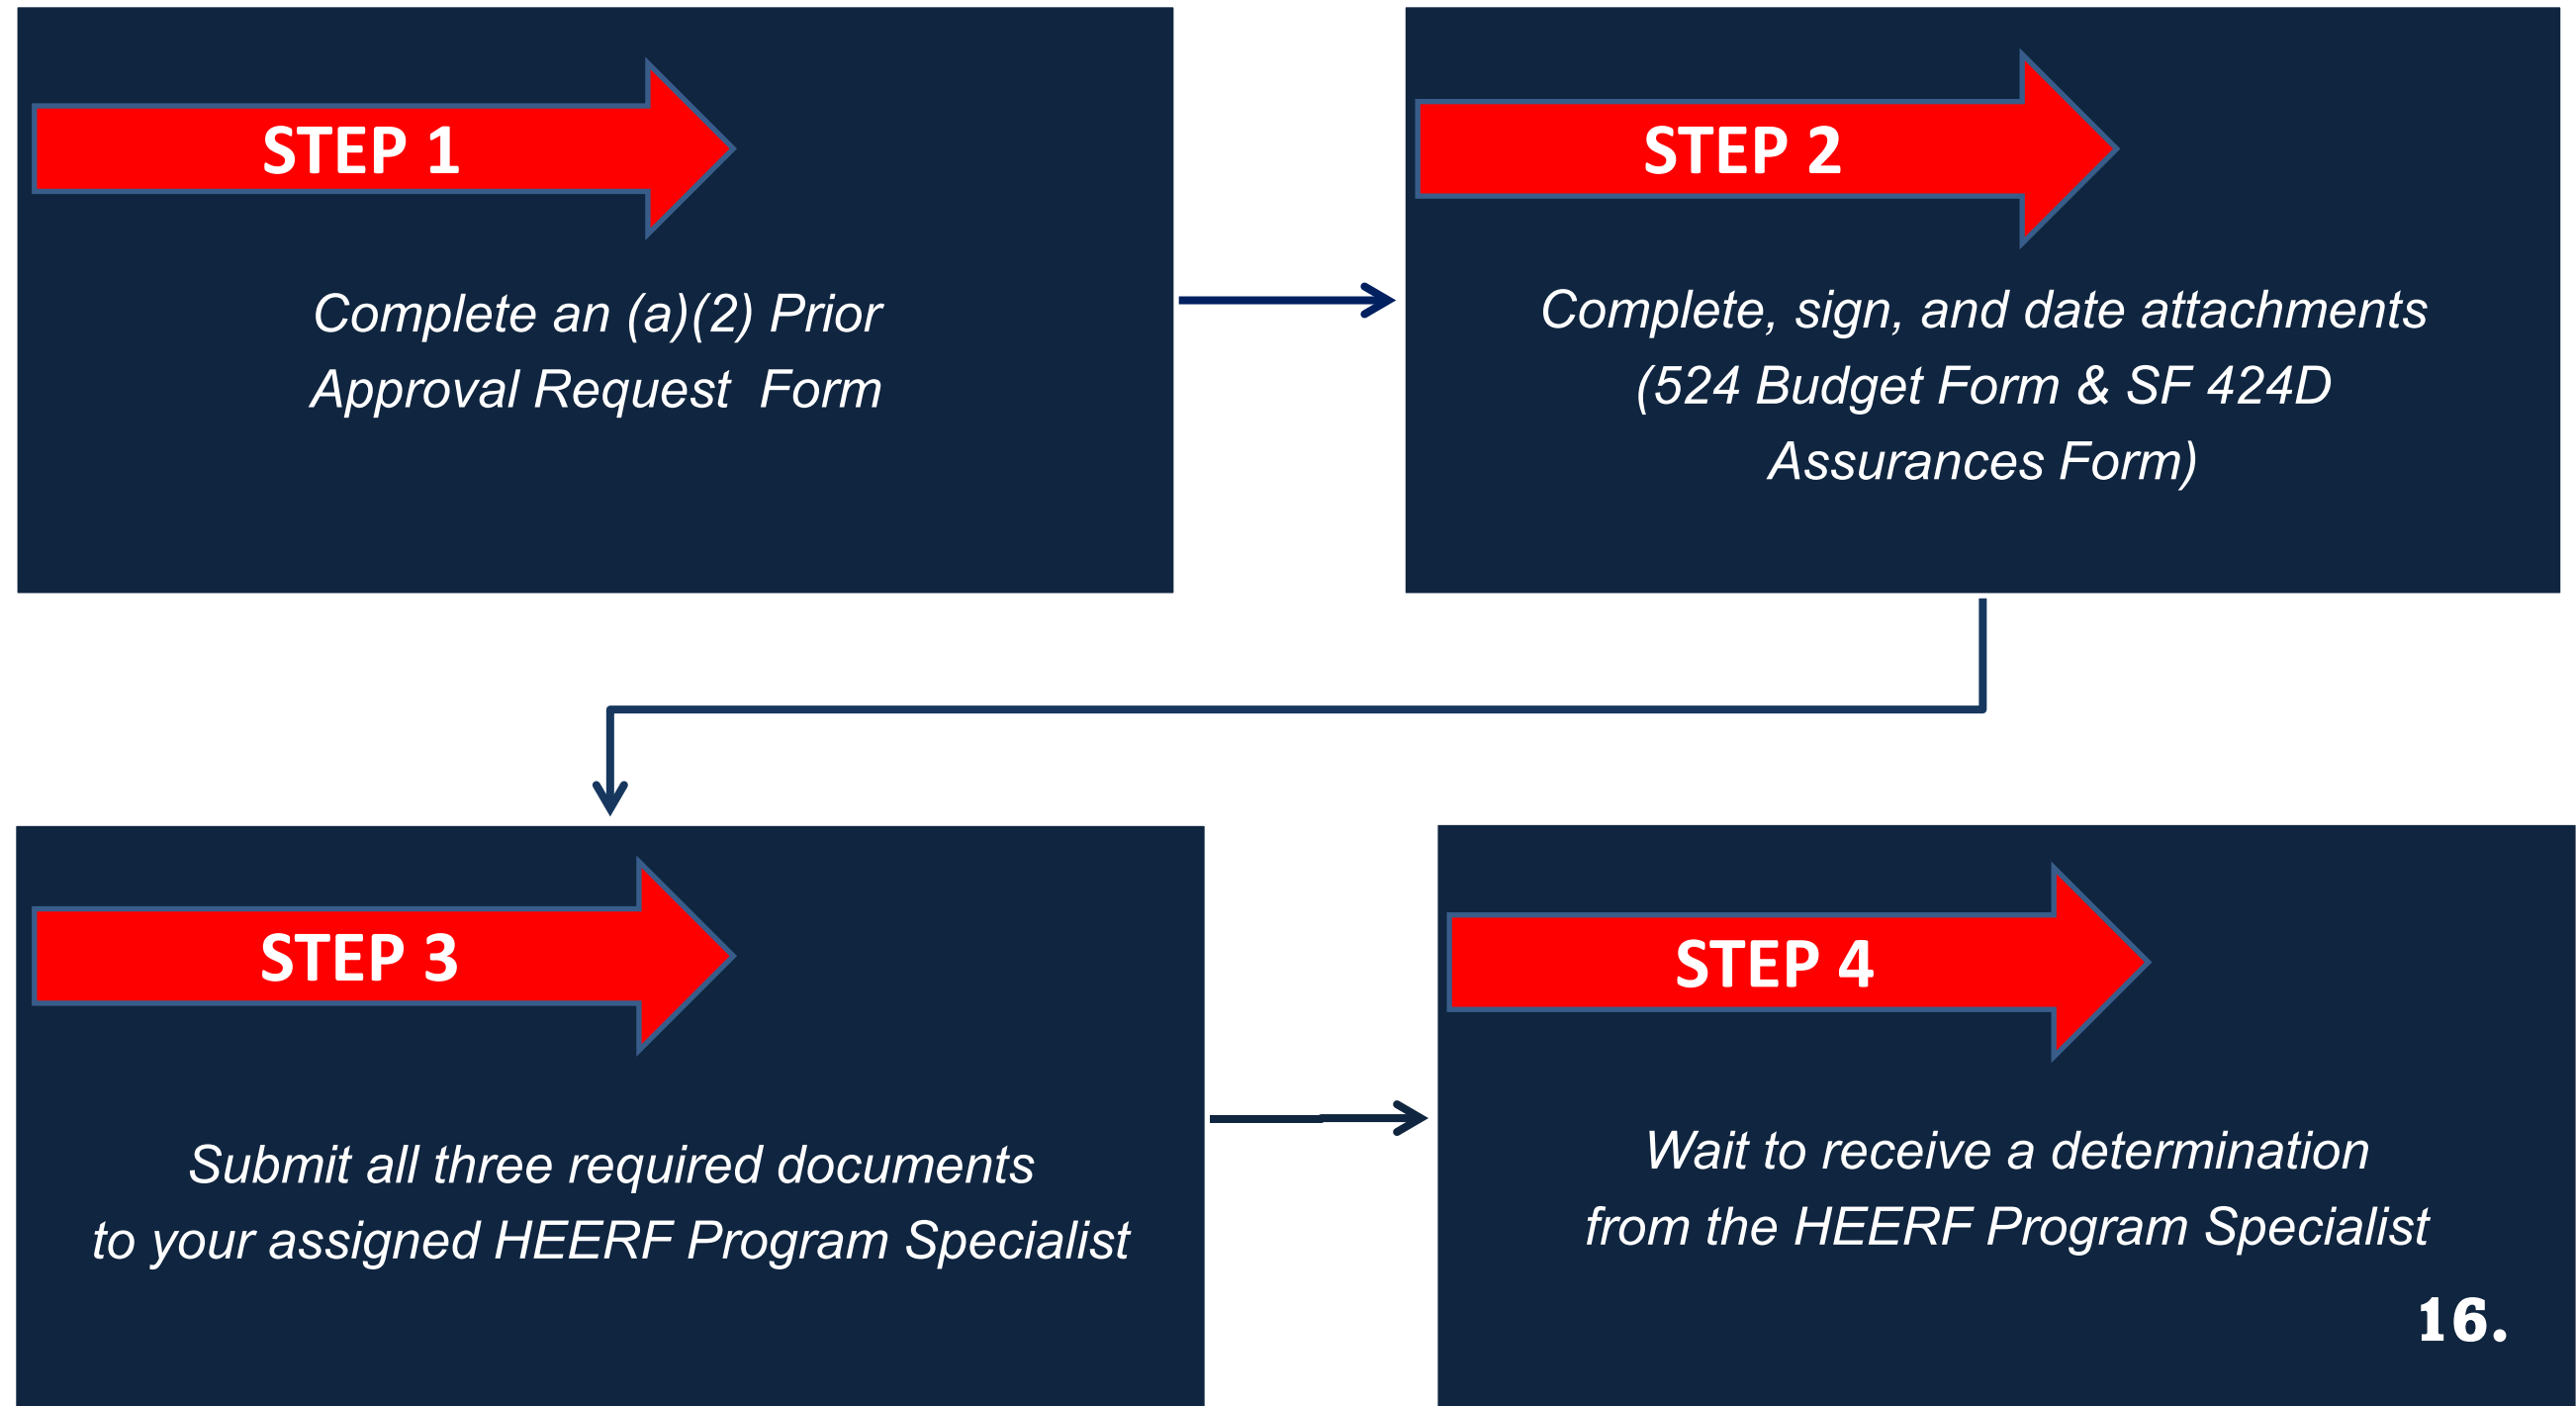 STEP 1
Complete an (a)(2) Prior
Approval Request  Form
STEP 2
Complete, sign, and date attachments
(524 Budget Form & SF 424D
Assurances Form)
STEP 3
Submit all three required documents
to your assigned HEERF Program Specialist
STEP 4
Wait to receive a determination
from the HEERF Program Specialist
16.